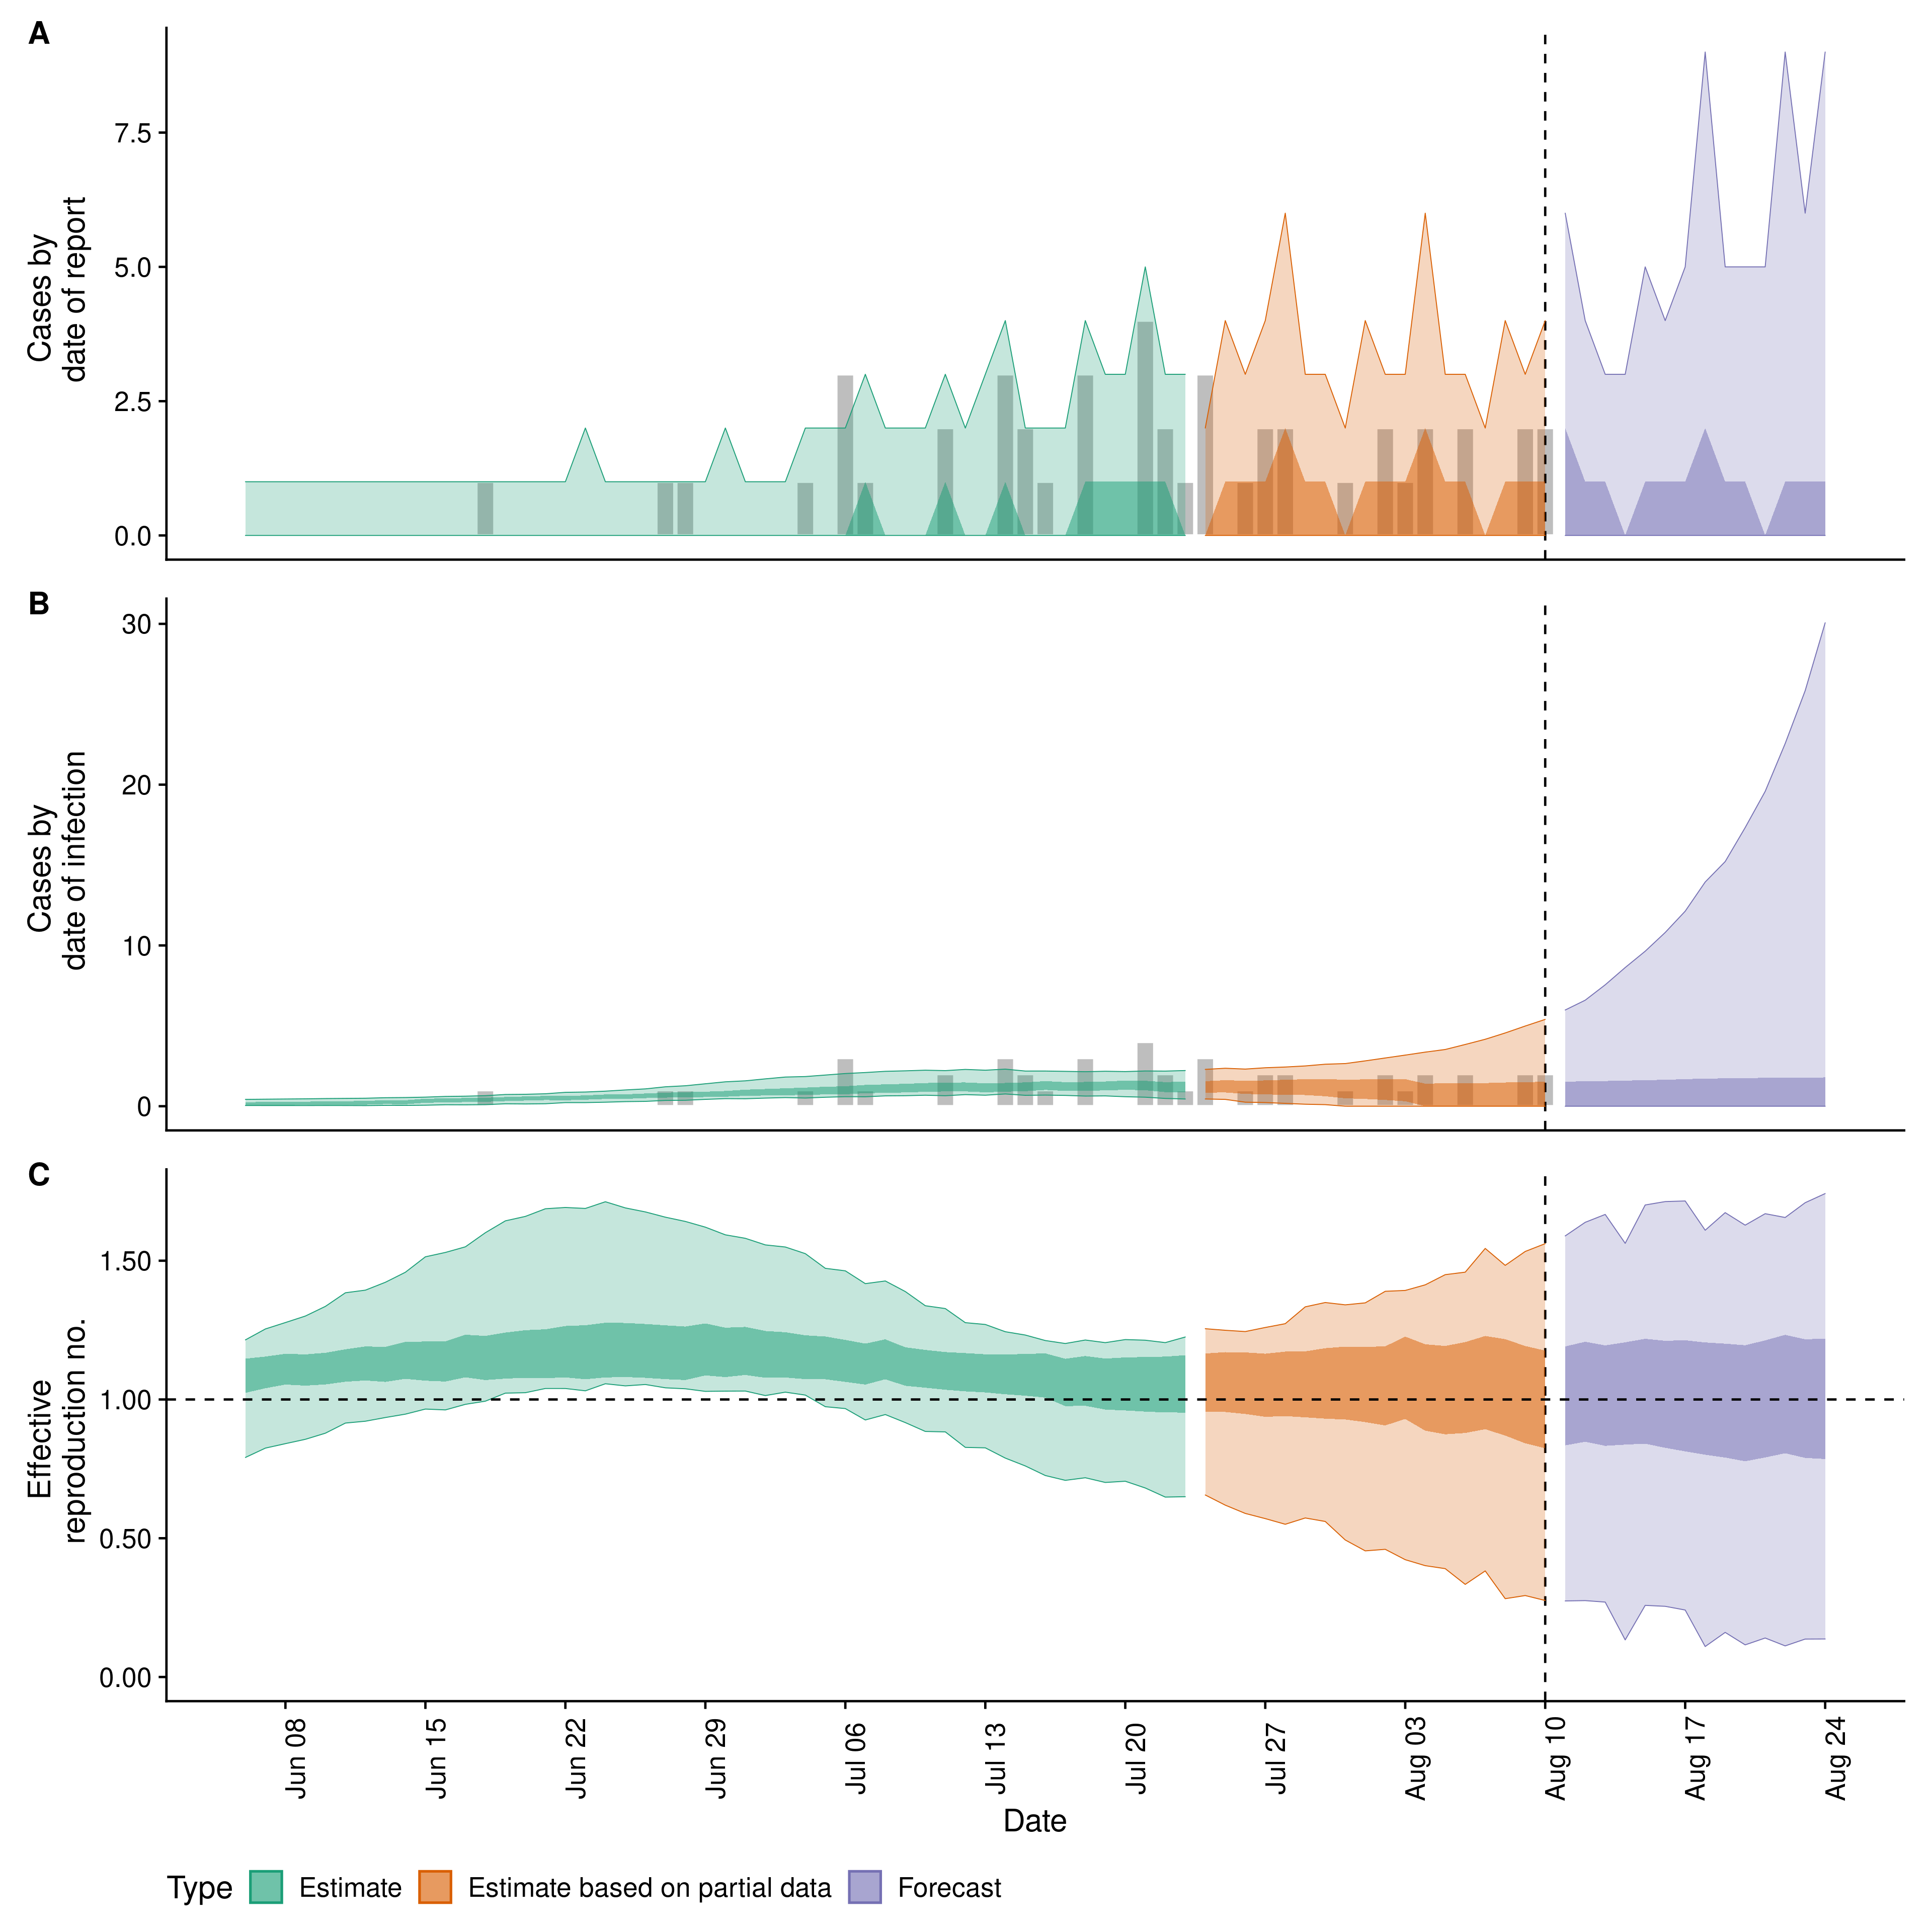 A
Cases by
date of report
7.5
5.0
2.5
0.0
B
Cases by
date of infection
30
20
10
0
C
Effective
reproduction no.
1.50
1.00
0.50
0.00
Jun 08
Jun 15
Jun 22
Jun 29
Jul 06
Jul 13
Jul 20
Jul 27
Aug 03
Aug 10
Aug 17
Aug 24
Date
Type
Estimate
Estimate based on partial data
Forecast